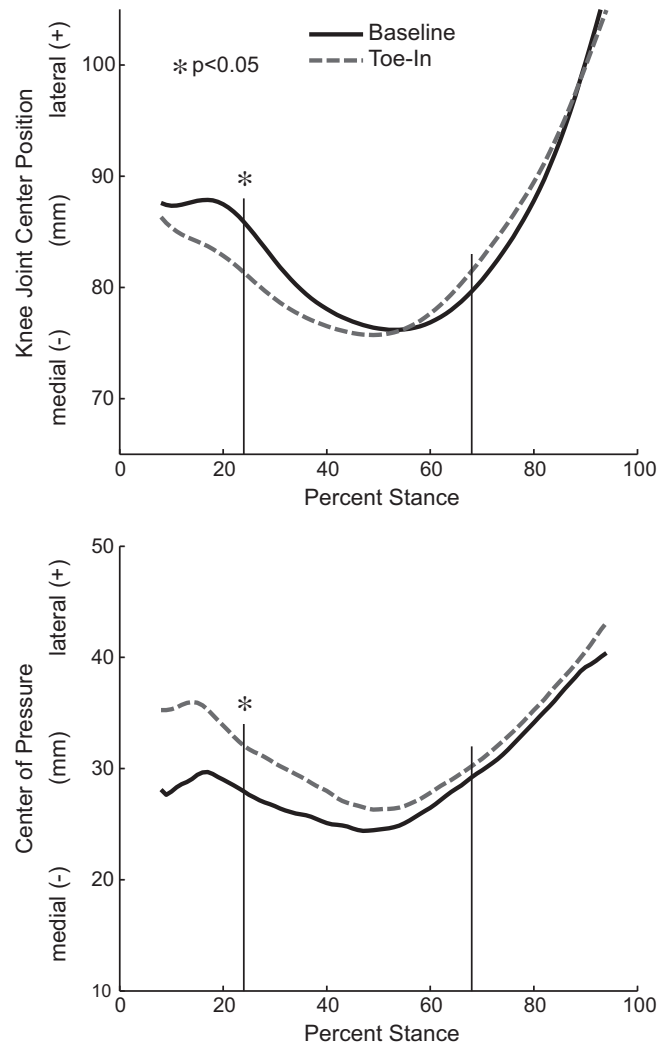 Baseline
Toe-In
* p<0.05
*
100
90
80
70
lateral (+)
Knee Joint Center Position
(mm)
medial (-)
0 20 40 60 80 100
Percent Stance
50
40
30
20
10
*
lateral (+)
Center of Pressure
(mm)
medial (-)
0 20 40 60 80 100
Percent Stance